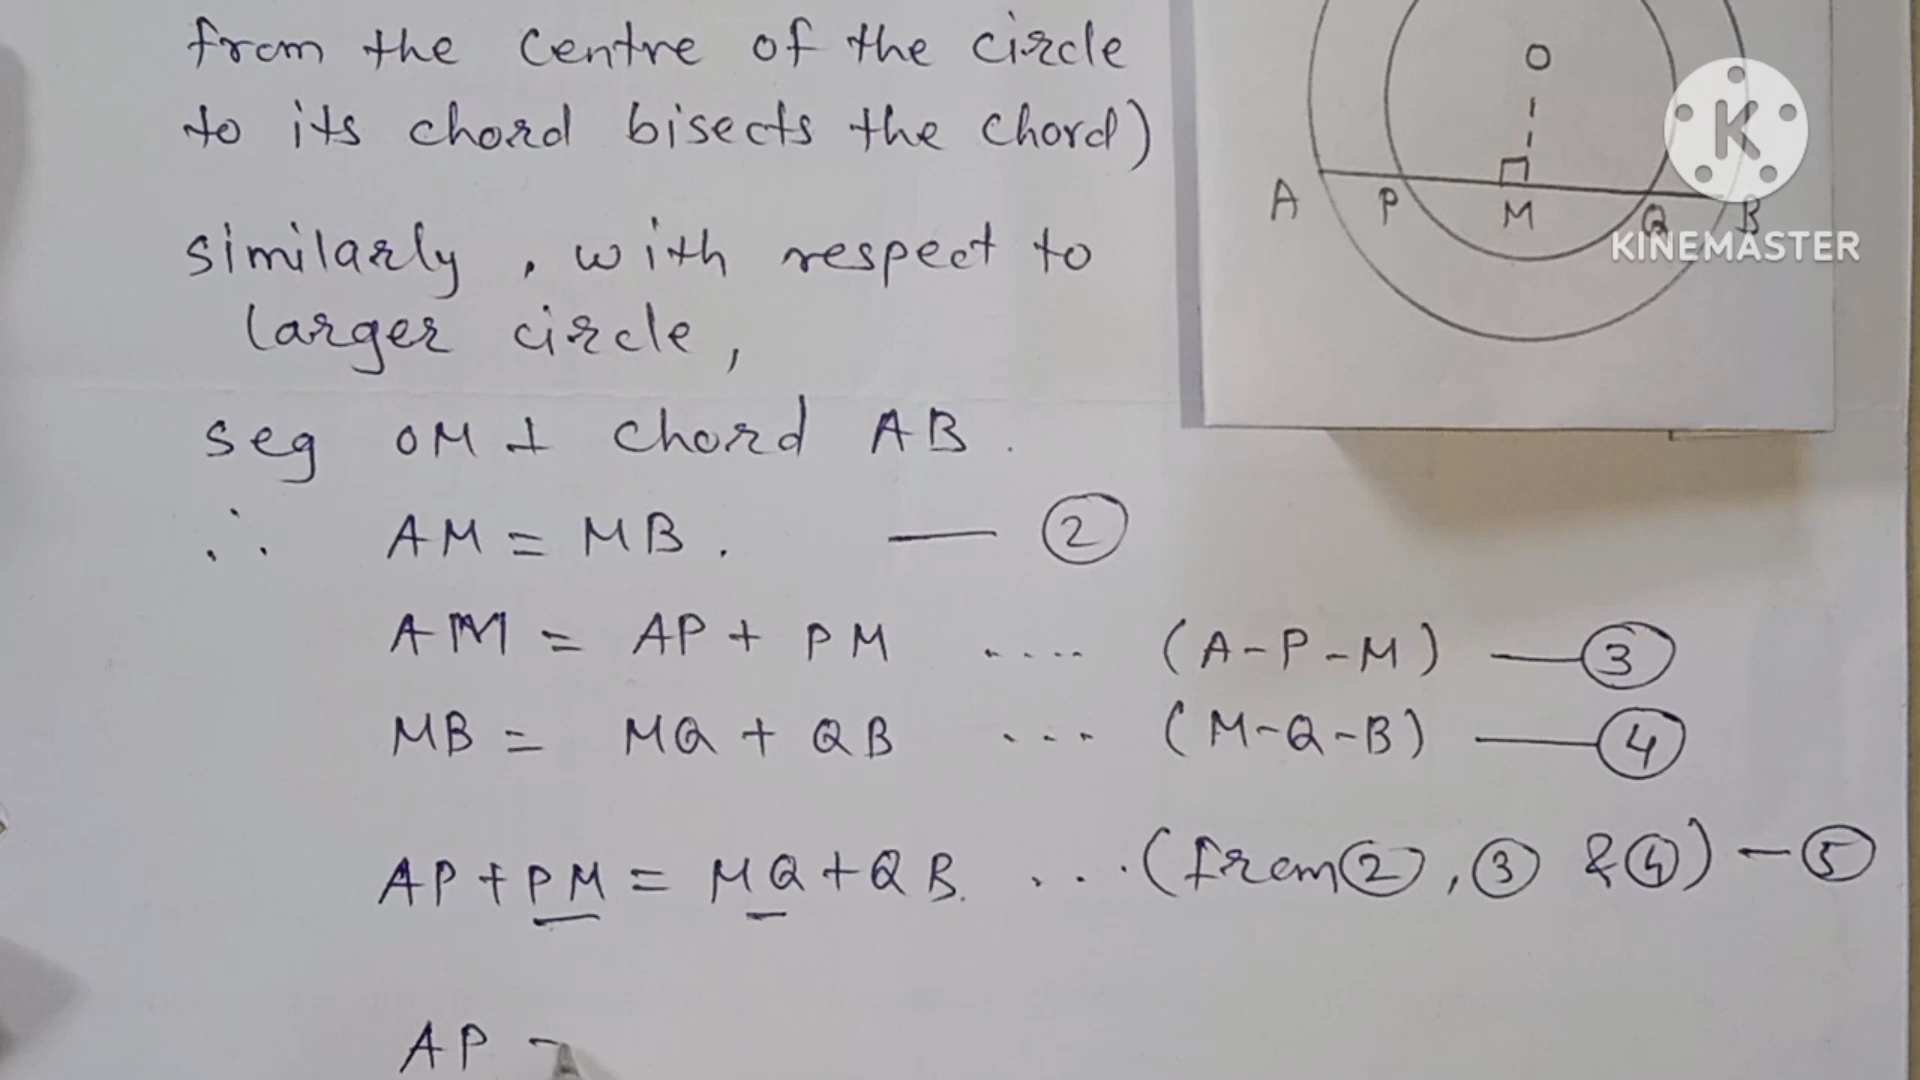 from the centre of the circle
to its chord bisects the chord)
similarly, with respect to
larger circle,
seg OM ⊥ chord AB.
∴ AM = MB. — ②
AM = AP + PM .... (A-P-M) — ③
MB = MQ + QB ... (M-Q-B) — ④
AP + PM = MQ + QB. ... (from ②, ③ & ④) — ⑤
AP =
O
A P M Q B
K
KINEMASTER